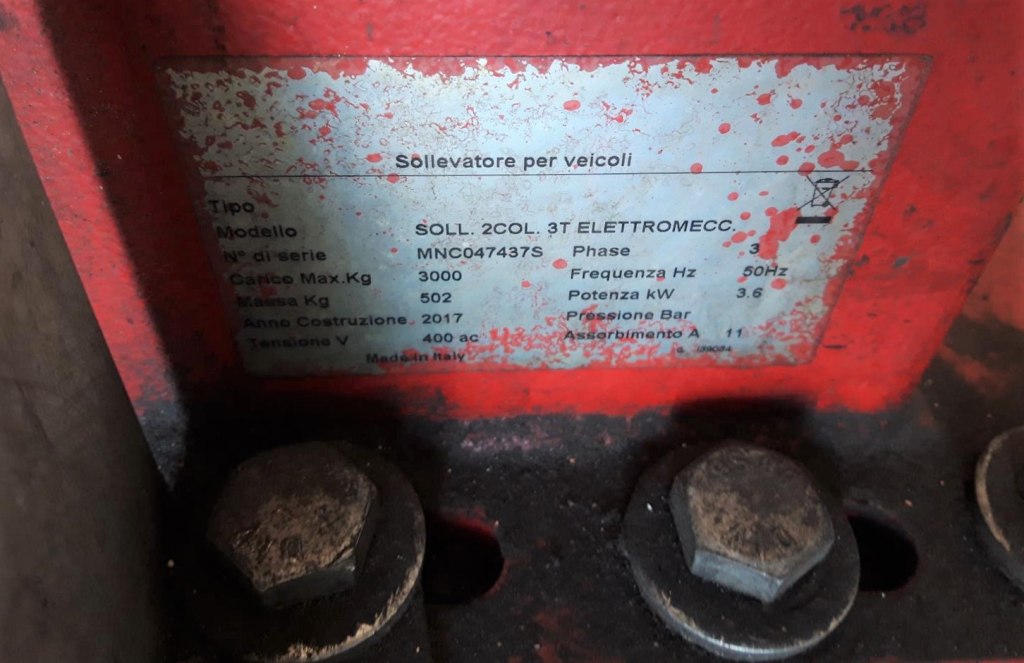 Sollevatore per veicoli
Tipo
Modello SOLL. 2COL. 3T ELETTROMECC.
N° di serie MNC047437S Phase 3
Carico Max.Kg 3000 Frequenza Hz 50Hz
Massa Kg 502 Potenza kW 3.6
Anno Costruzione 2017 Pressione Bar
Tensione V 400 ac Assorbimento A 11
Made in Italy